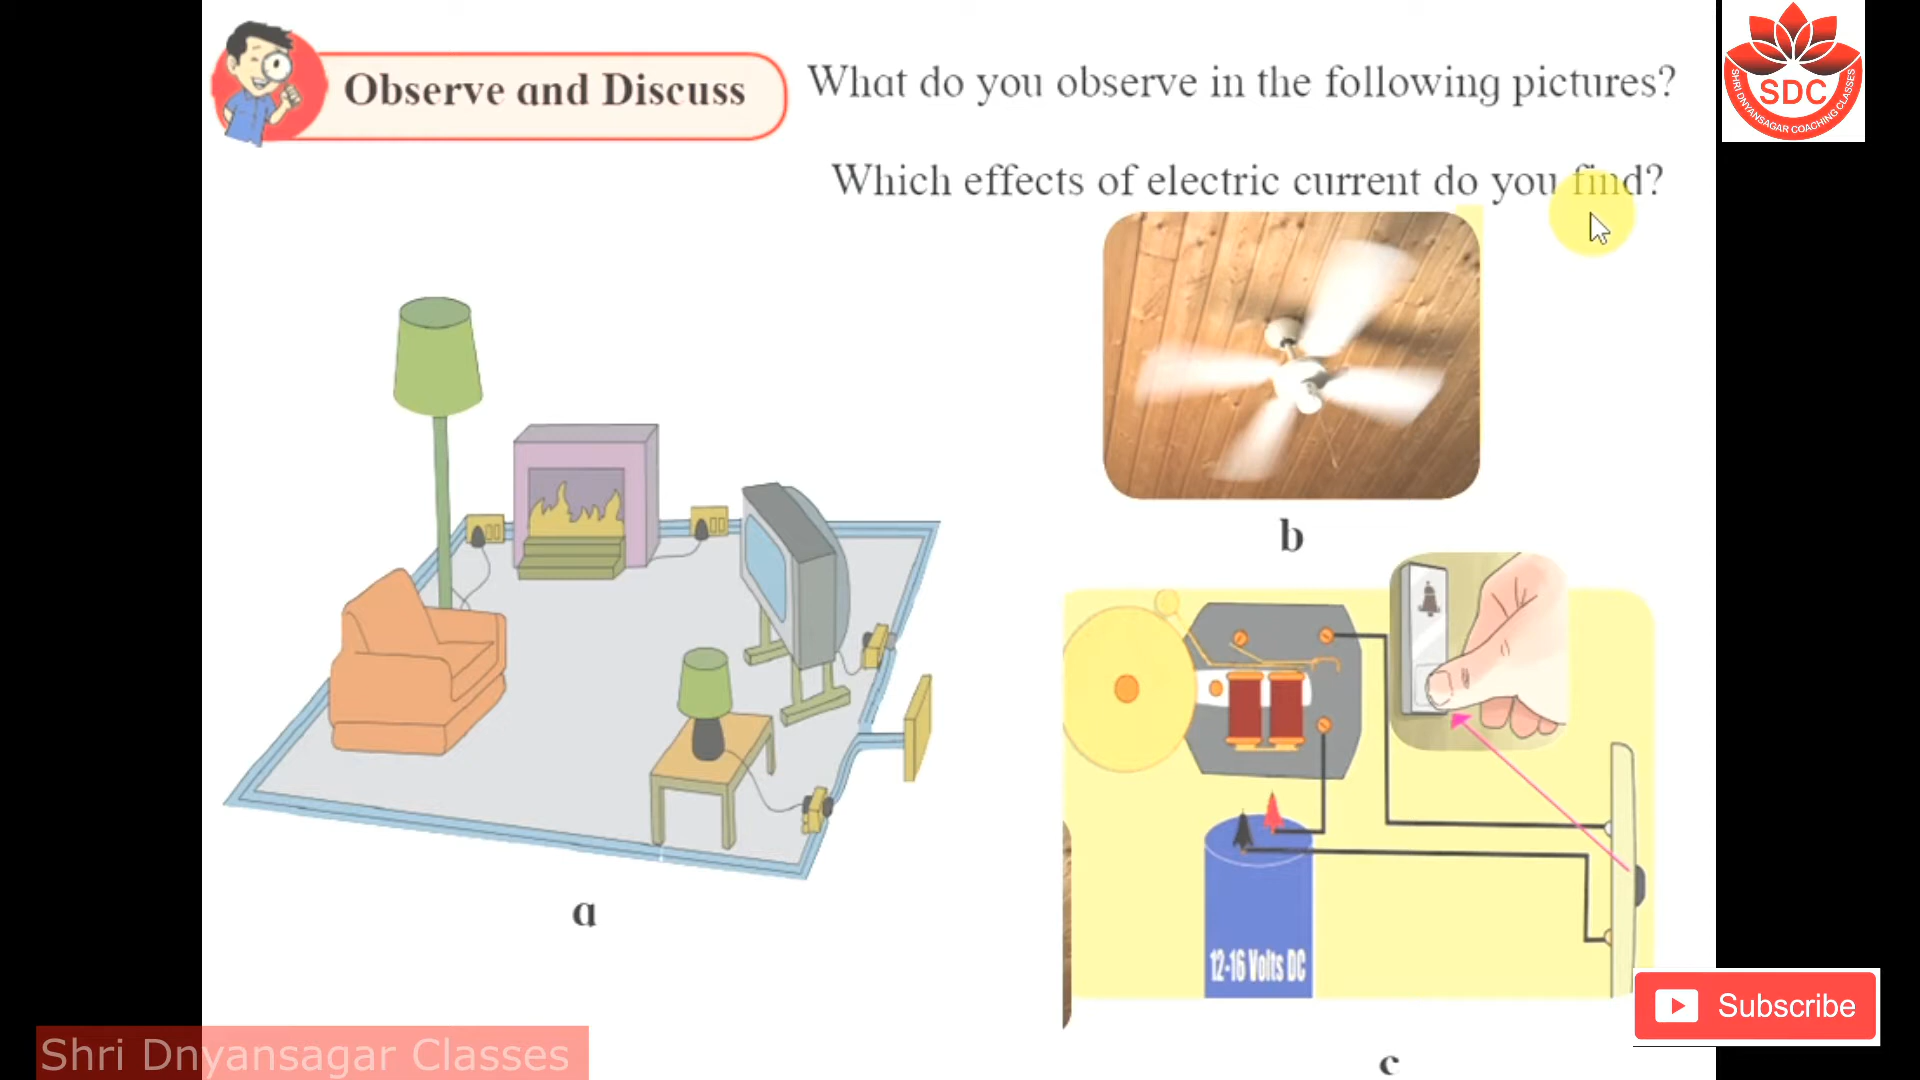 Observe and Discuss
What do you observe in the following pictures?
Which effects of electric current do you find?
SDC
SHRI DNYANSAGAR COACHING CLASSES
a
b
12-16 Volts DC
c
Subscribe
Shri Dnyansagar Classes